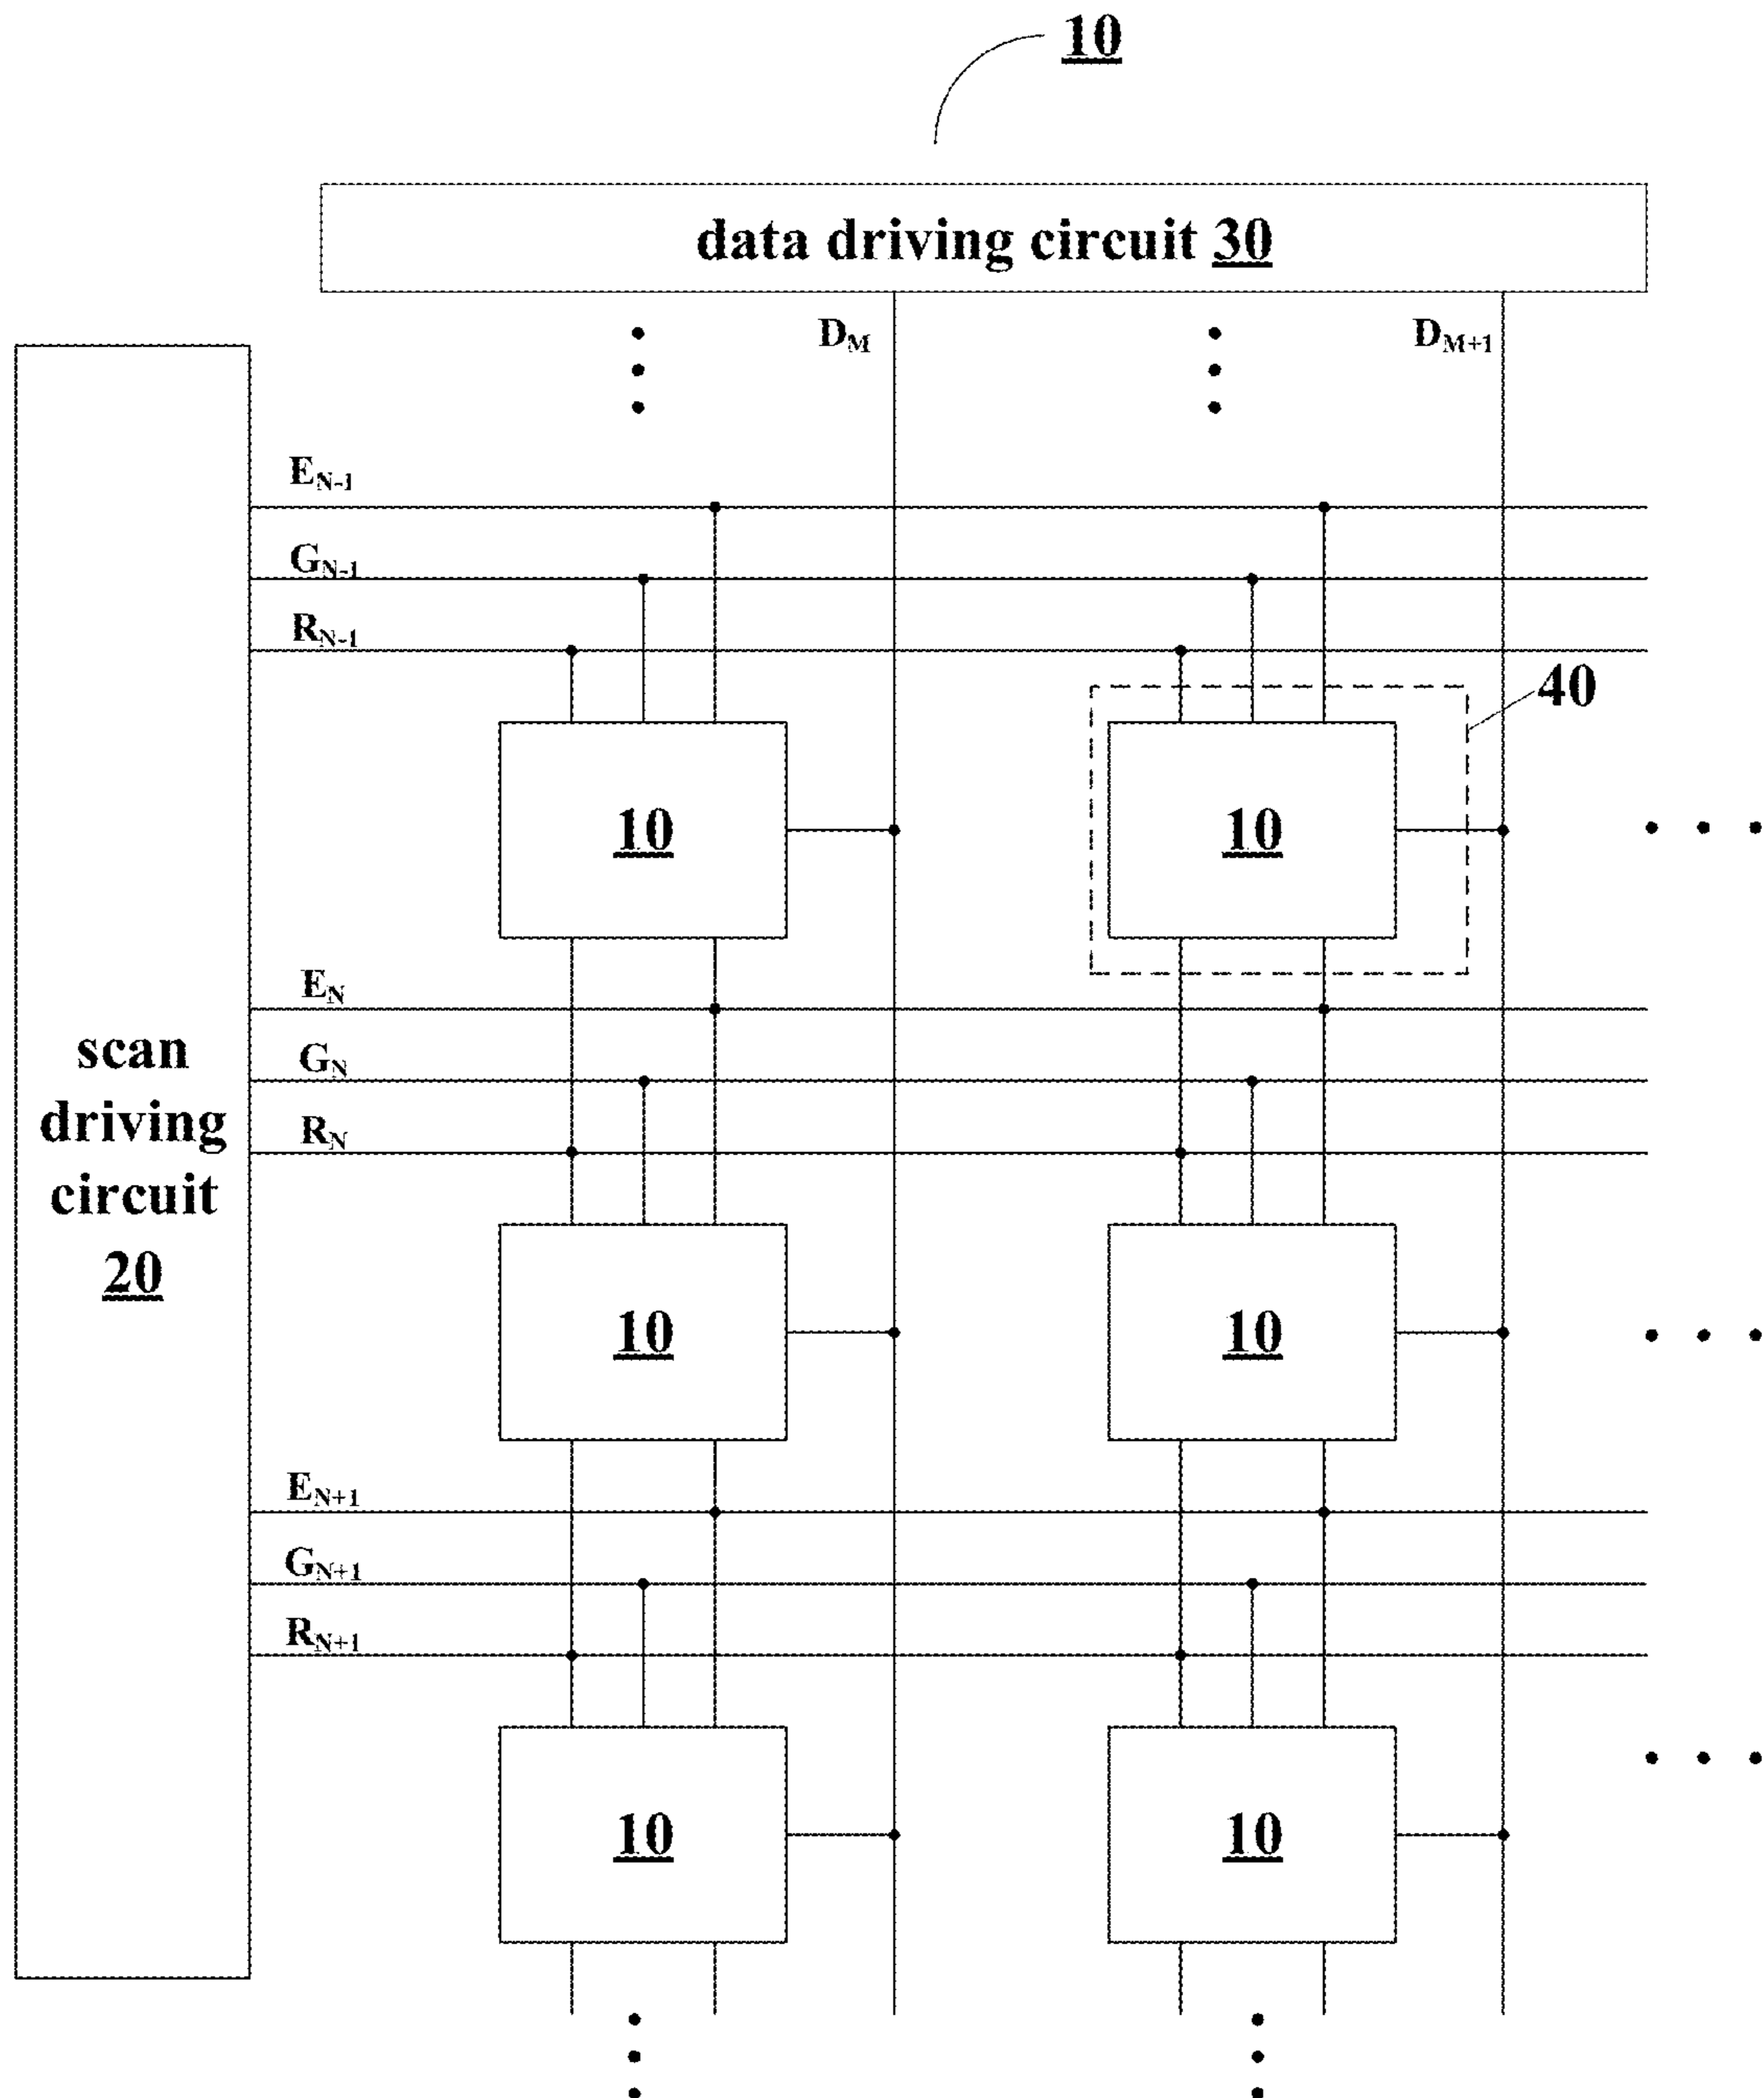 10
data driving circuit 30
D_M
D_M+1
E_N-1
G_N-1
R_N-1
40
10
10
E_N
G_N
R_N
scan
driving
circuit
20
10
10
E_N+1
G_N+1
R_N+1
10
10